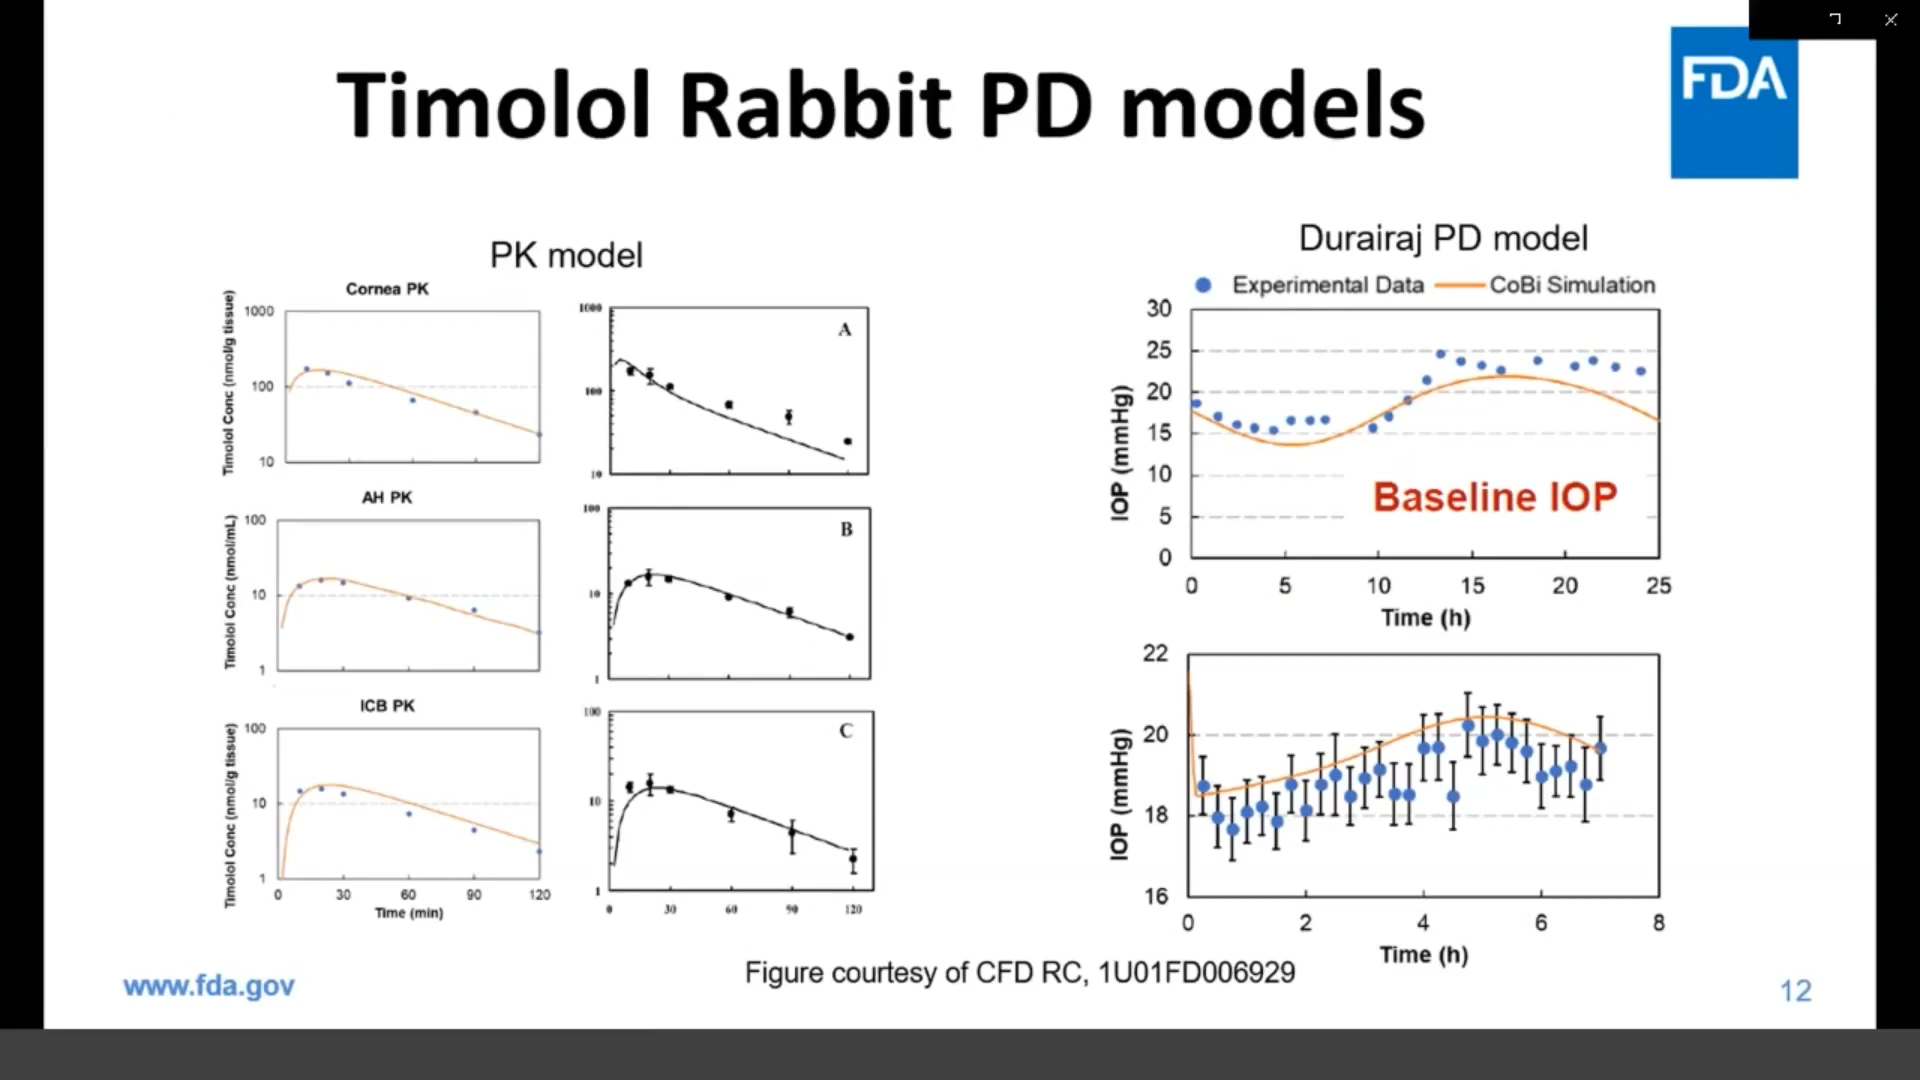 Timolol Rabbit PD models
FDA
PK model
Cornea PK
Timolol Conc (nmol/g tissue)
1000
100
10
1000
100
10
A
AH PK
Timolol Conc (nmol/mL)
100
10
1
100
10
1
B
ICB PK
Timolol Conc (nmol/g tissue)
100
10
1
0 30 60 90 120
Time (min)
100
10
1
C
0 30 60 90 120
Durairaj PD model
Experimental Data CoBi Simulation
IOP (mmHg)
30
25
20
15
10
5
0
Baseline IOP
0 5 10 15 20 25
Time (h)
IOP (mmHg)
22
20
18
16
0 2 4 6 8
Time (h)
Figure courtesy of CFD RC, 1U01FD006929
www.fda.gov
12